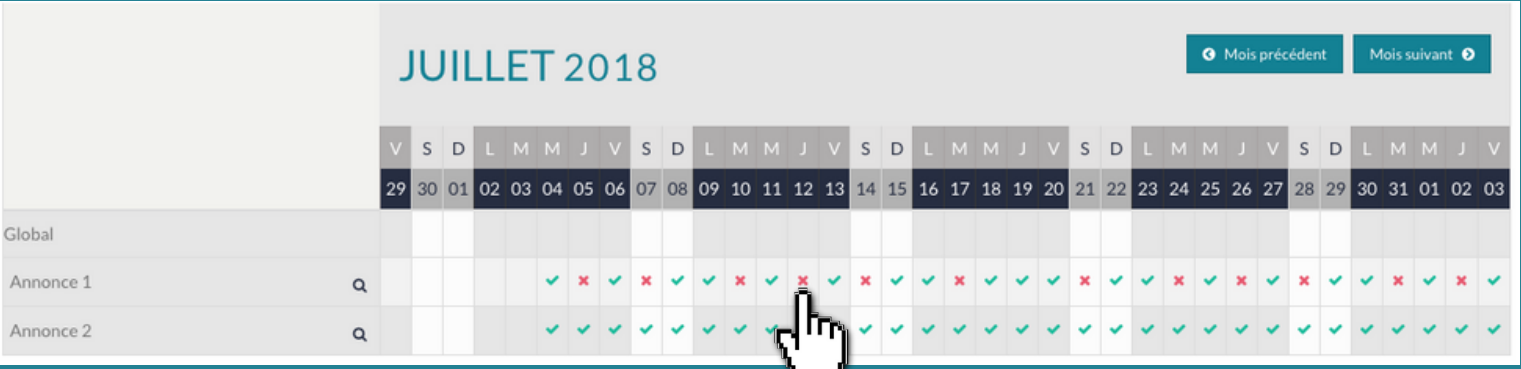 JUILLET 2018
Mois précédent Mois suivant
V S D L M M J V S D L M M J V S D L M M J V S D L M M J V S D L M M J V
29 30 01 02 03 04 05 06 07 08 09 10 11 12 13 14 15 16 17 18 19 20 21 22 23 24 25 26 27 28 29 30 31 01 02 03
Global
Annonce 1
Annonce 2